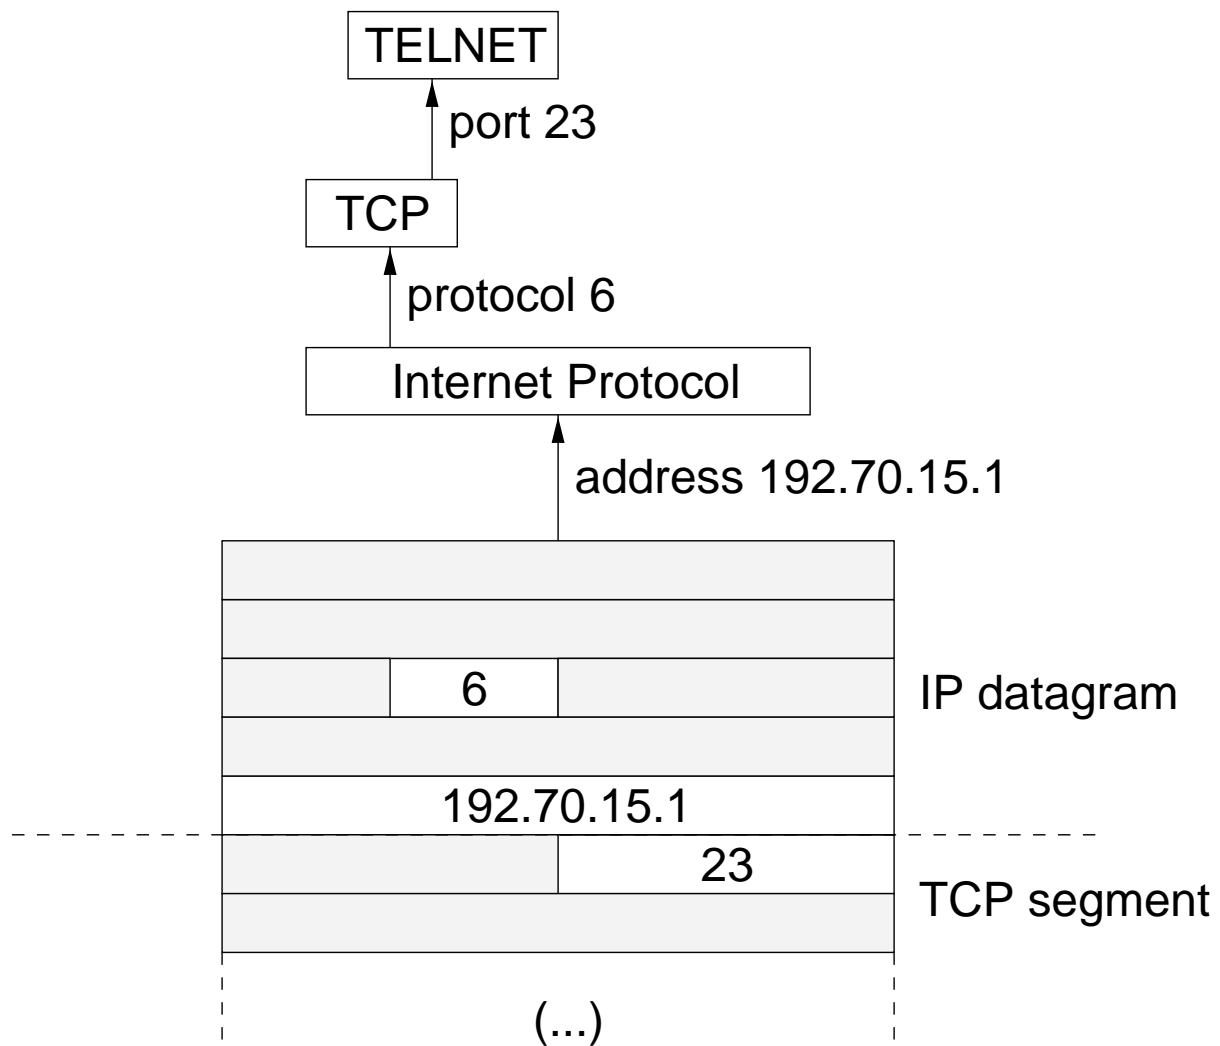 TELNET
port 23
TCP
protocol 6
Internet Protocol
address 192.70.15.1
6
IP datagram
192.70.15.1
23
TCP segment
(...)